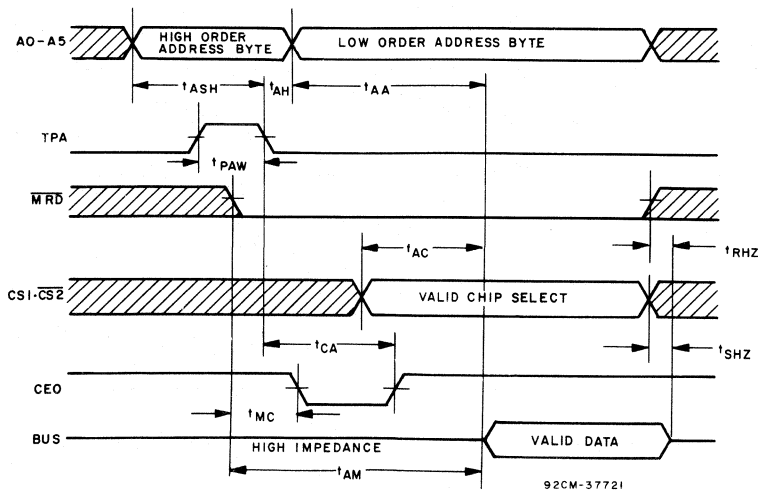 A0-A5
HIGH ORDER
ADDRESS BYTE
LOW ORDER ADDRESS BYTE
tASH
tAH
tAA
TPA
tPAW
MRD
tAC
tRHZ
CS1·CS2
VALID CHIP SELECT
tCA
tSHZ
CEO
tMC
BUS
HIGH IMPEDANCE
VALID DATA
tAM
92CM-37721